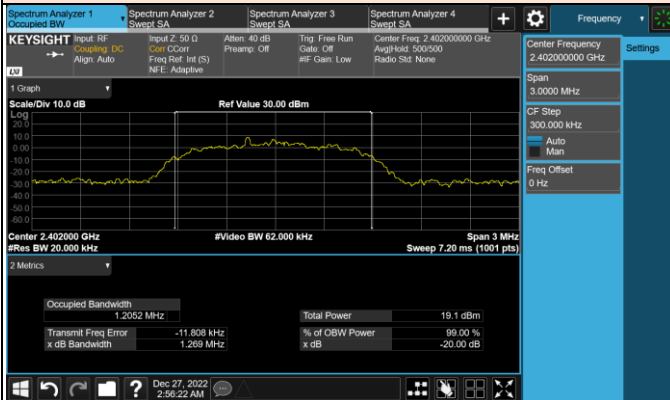 Spectrum Analyzer 1
Occupied BW
Spectrum Analyzer 2
Swept SA
Spectrum Analyzer 3
Swept SA
Spectrum Analyzer 4
Swept SA
+
Frequency
KEYSIGHT
Input: RF
Coupling: DC
Align: Auto
Input Z: 50 Ω
Corr CCorr
Freq Ref: Int (S)
NFE: Adaptive
Atten: 40 dB
Preamp: Off
Trig: Free Run
Gate: Off
#IF Gain: Low
Center Freq: 2.402000000 GHz
Avg|Hold: 500/500
Radio Std: None
LXI
Center Frequency
2.402000000 GHz
Settings
Span
3.0000 MHz
CF Step
300.000 kHz
Auto
Man
Freq Offset
0 Hz
1 Graph
Scale/Div 10.0 dB
Ref Value 30.00 dBm
Log
20.0
10.0
0.00
-10.0
-20.0
-30.0
-40.0
-50.0
-60.0
Center 2.402000 GHz
#Video BW 62.000 kHz
Span 3 MHz
#Res BW 20.000 kHz
Sweep 7.20 ms (1001 pts)
2 Metrics
Occupied Bandwidth
1.2052 MHz
Total Power 19.1 dBm
Transmit Freq Error -11.808 kHz
% of OBW Power 99.00 %
x dB Bandwidth 1.269 MHz
x dB -20.00 dB
?
Dec 27, 2022
2:56:22 AM